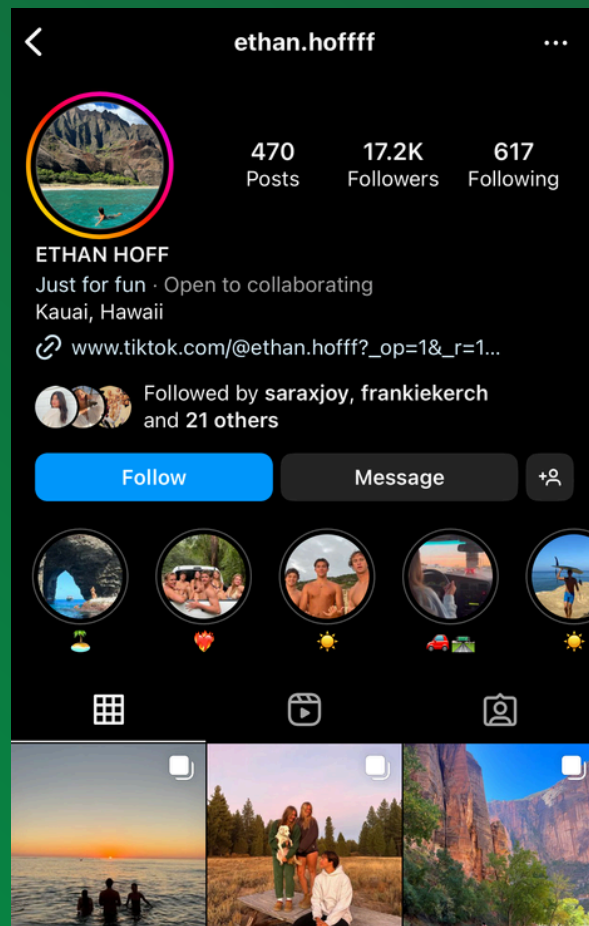 ethan.hoffff
470 17.2K 617
Posts Followers Following
ETHAN HOFF
Just for fun · Open to collaborating
Kauai, Hawaii
www.tiktok.com/@ethan.hofff?_op=1&_r=1...
Followed by saraxjoy, frankiekerch
and 21 others
Follow Message